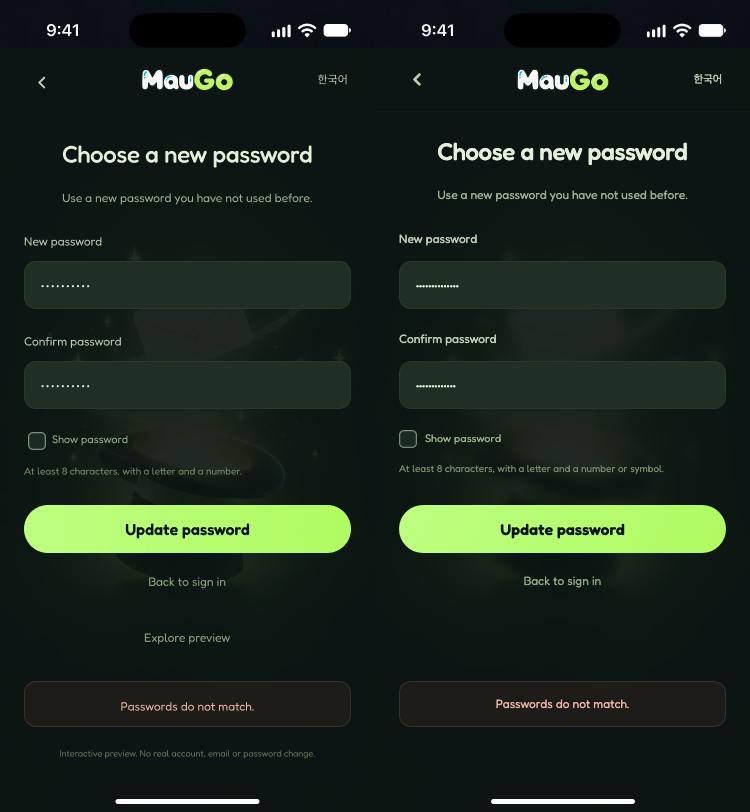 9:41
MauGo
한국어
Choose a new password
Use a new password you have not used before.
New password
••••••••••
Confirm password
••••••••••
Show password
At least 8 characters, with a letter and a number.
Update password
Back to sign in
Explore preview
Passwords do not match.
Interactive preview. No real account, email or password change.
9:41
MauGo
한국어
Choose a new password
Use a new password you have not used before.
New password
••••••••••••••
Confirm password
•••••••••••••
Show password
At least 8 characters, with a letter and a number or symbol.
Update password
Back to sign in
Passwords do not match.